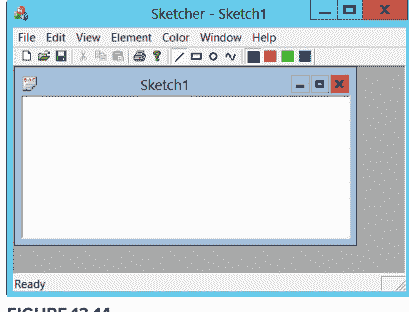 Sketcher - Sketch1
File Edit View Element Color Window Help
Sketch1
Ready
FIGURE 13-14